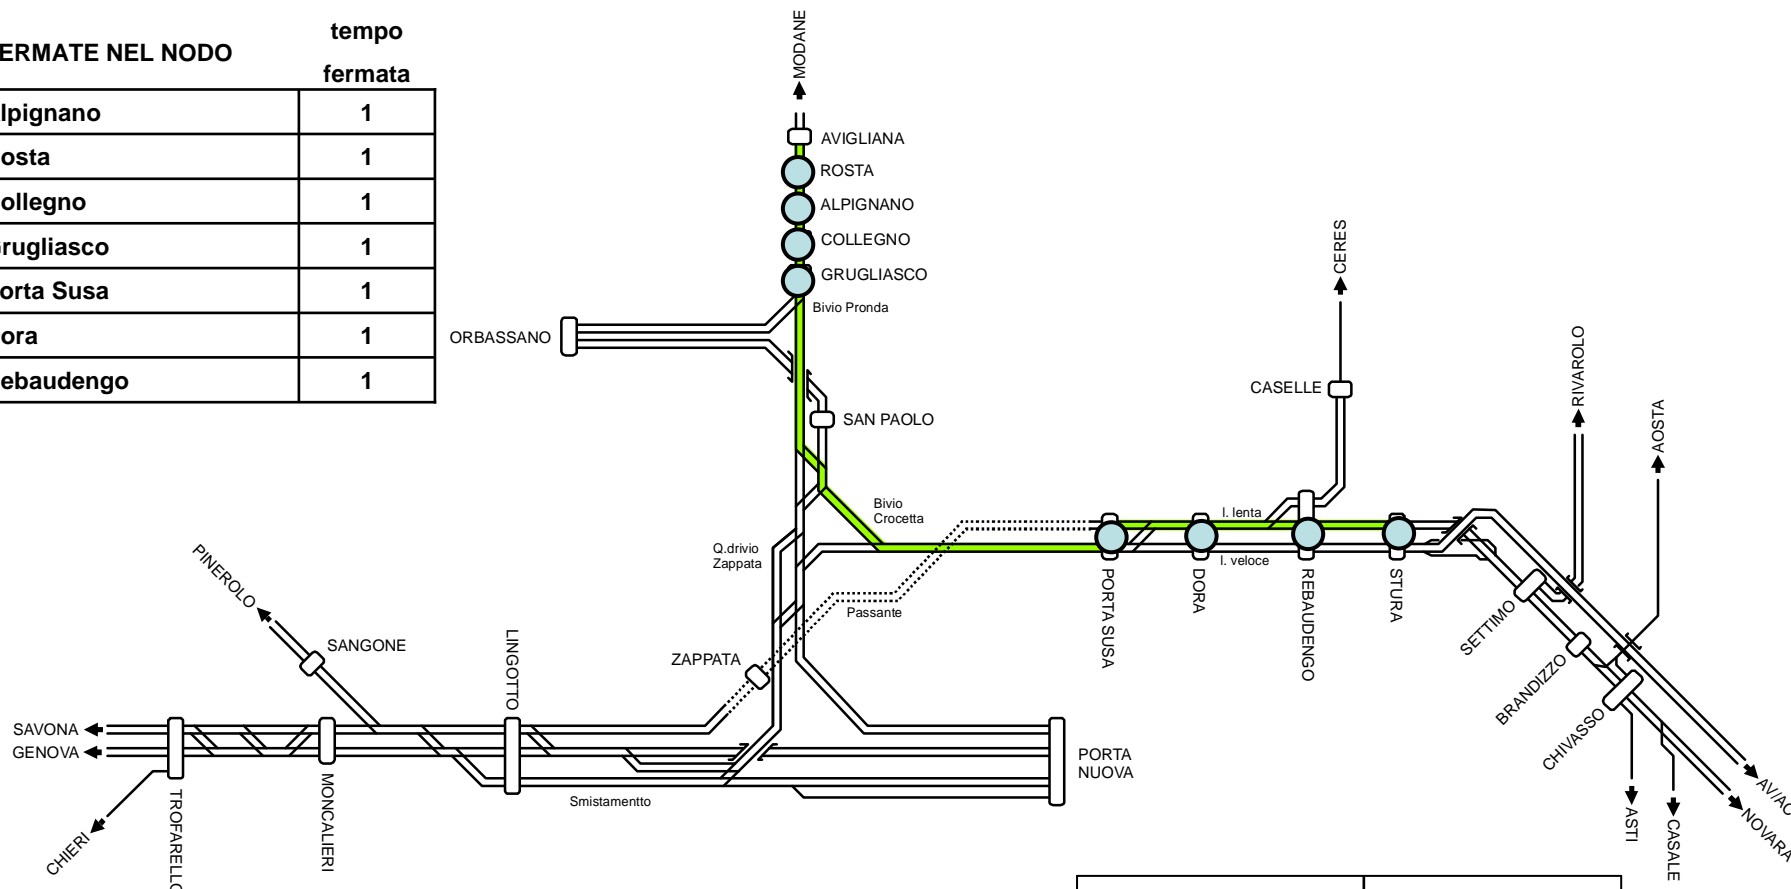 tempo
ERMATE NEL NODO
fermata
lpignano 1
osta 1
ollegno 1
rugliasco 1
orta Susa 1
ora 1
ebaudengo 1
MODANE
AVIGLIANA
ROSTA
ALPIGNANO
COLLEGNO
GRUGLIASCO
Bivio Pronda
ORBASSANO
SAN PAOLO
CERES
CASELLE
RIVAROLO
AOSTA
Bivio
Crocetta
l. lenta
l. veloce
Q.drivio
Zappata
Passante
PORTA SUSA
DORA
REBAUDENGO
STURA
SETTIMO
BRANDIZZO
CHIVASSO
PINEROLO
SANGONE
LINGOTTO
ZAPPATA
SAVONA
GENOVA
PORTA
NUOVA
Smistamentto
TROFARELLO
MONCALIERI
CHIERI
ASTI
CASALE
NOVARA
AV/AC